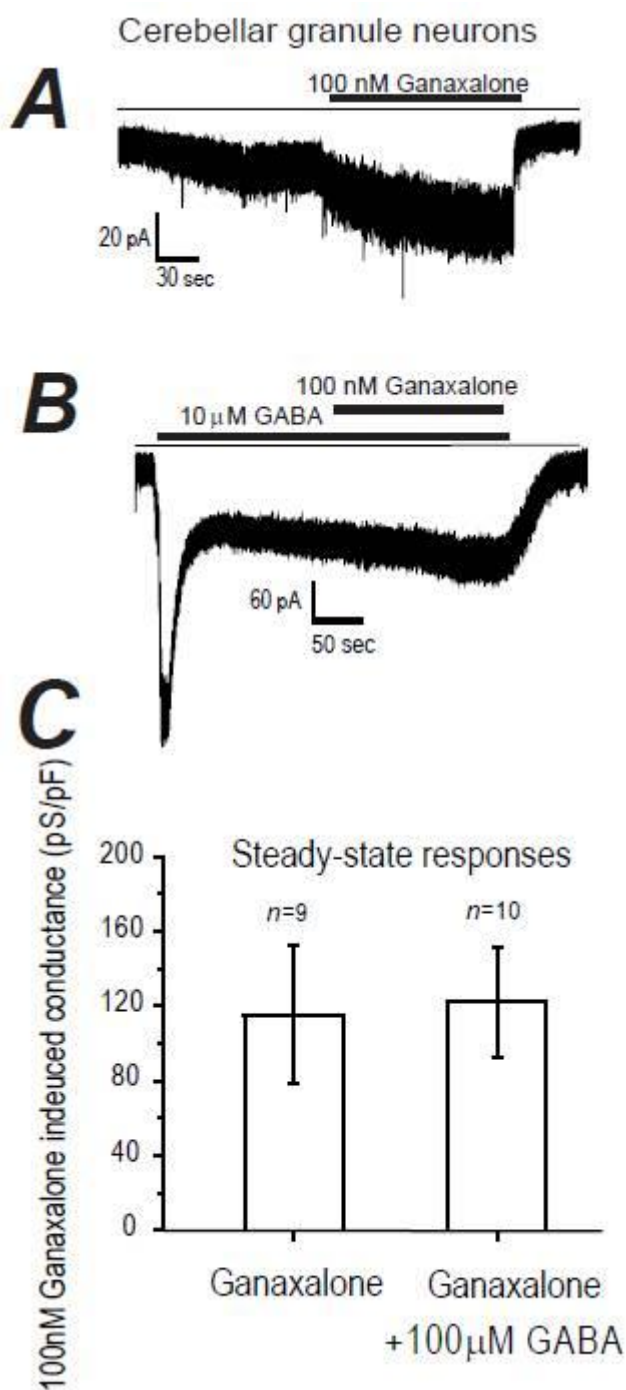 Cerebellar granule neurons
A
100 nM Ganaxalone
20 pA
30 sec
B
100 nM Ganaxalone
10 μM GABA
60 pA
50 sec
C
100nM Ganaxalone indeuced conductance (pS/pF)
Steady-state responses
200
160
120
80
40
0
n=9
n=10
Ganaxalone
Ganaxalone
+100μM GABA